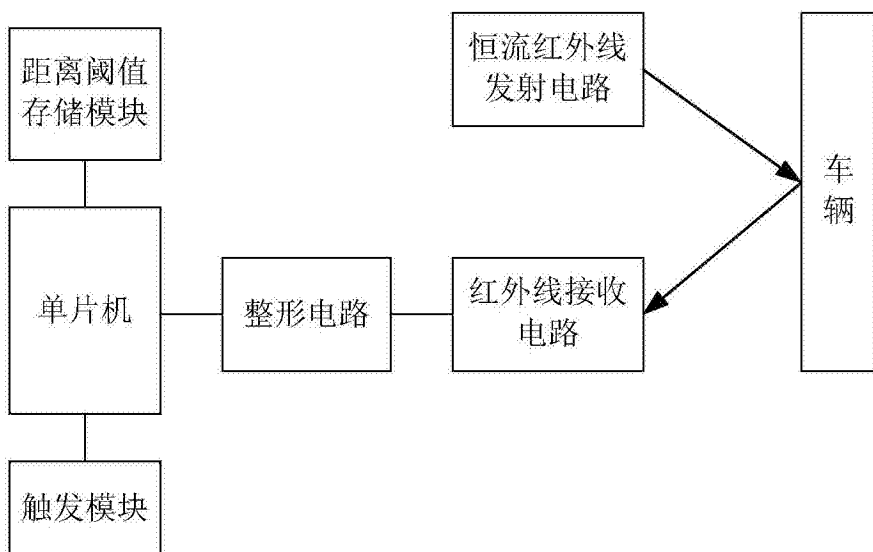 距离阈值
存储模块
恒流红外线
发射电路
车
辆
单片机
整形电路
红外线接收
电路
触发模块